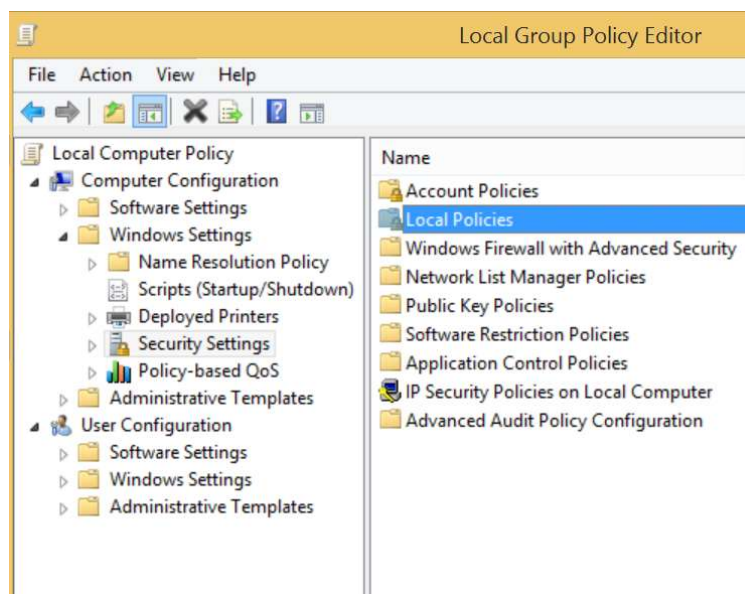 Local Group Policy Editor
File Action View Help
Local Computer Policy
Computer Configuration
Software Settings
Windows Settings
Name Resolution Policy
Scripts (Startup/Shutdown)
Deployed Printers
Security Settings
Policy-based QoS
Administrative Templates
User Configuration
Software Settings
Windows Settings
Administrative Templates
Name
Account Policies
Local Policies
Windows Firewall with Advanced Security
Network List Manager Policies
Public Key Policies
Software Restriction Policies
Application Control Policies
IP Security Policies on Local Computer
Advanced Audit Policy Configuration